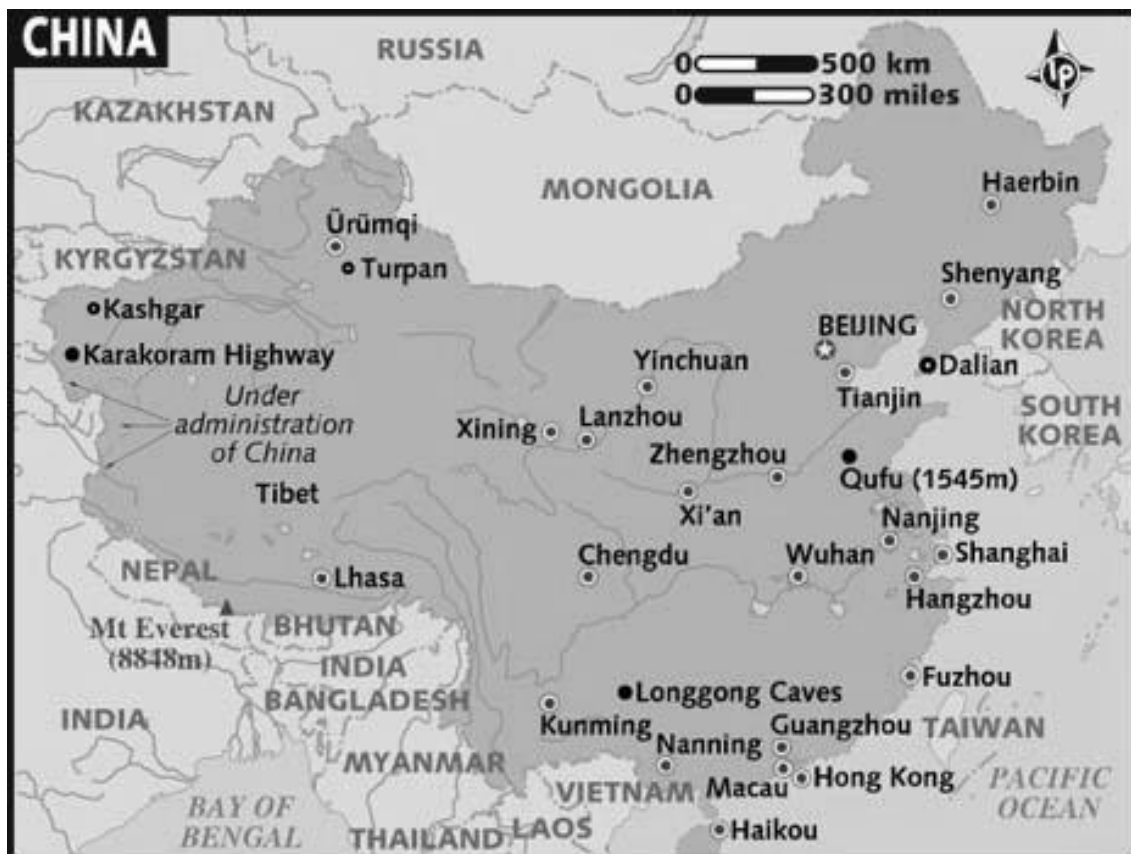 CHINA
RUSSIA
0 500 km
0 300 miles
lp
KAZAKHSTAN
MONGOLIA
Haerbin
Ürümqi
KYRGYZSTAN
Turpan
Shenyang
Kashgar
NORTH
KOREA
BEIJING
Karakoram Highway
Yinchuan
Dalian
Under
administration
of China
Tianjin
Lanzhou
Xining
SOUTH
KOREA
Zhengzhou
Qufu (1545m)
Tibet
Xi'an
Nanjing
Chengdu
Wuhan
Shanghai
NEPAL
Lhasa
Hangzhou
Mt Everest
(8848m)
BHUTAN
INDIA
BANGLADESH
Fuzhou
Longgong Caves
INDIA
Kunming
Guangzhou
TAIWAN
Nanning
MYANMAR
Macau
Hong Kong
VIETNAM
PACIFIC
OCEAN
BAY OF
BENGAL
THAILAND
LAOS
Haikou